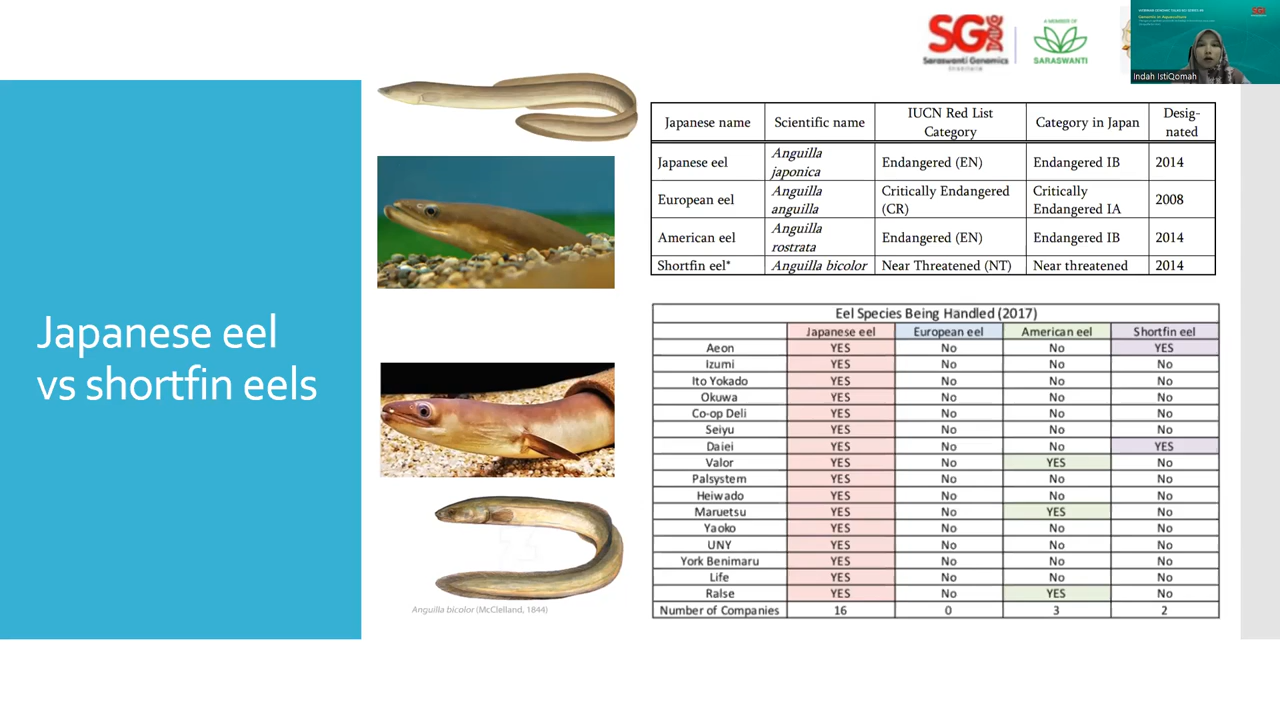 SG
Saraswanti Genomics
Institute
A MEMBER OF
SARASWANTI
Genomic in Aquaculture
SGI
Indah IstiQomah
Japanese eel
vs shortfin eels
Anguilla bicolor (McClelland, 1844)
Japanese name Scientific name IUCN Red List Category Category in Japan Desig-nated
Japanese eel Anguilla japonica Endangered (EN) Endangered IB 2014
European eel Anguilla anguilla Critically Endangered (CR) Critically Endangered IA 2008
American eel Anguilla rostrata Endangered (EN) Endangered IB 2014
Shortfin eel* Anguilla bicolor Near Threatened (NT) Near threatened 2014
Eel Species Being Handled (2017)
Japanese eel European eel American eel Shortfin eel
Aeon YES No No YES
Izumi YES No No No
Ito Yokado YES No No No
Okuwa YES No No No
Co-op Deli YES No No No
Seiyu YES No No No
Daiei YES No No YES
Valor YES No YES No
Palsystem YES No No No
Heiwado YES No No No
Maruetsu YES No YES No
Yaoko YES No No No
UNY YES No No No
York Benimaru YES No No No
Life YES No No No
Ralse YES No YES No
Number of Companies 16 0 3 2